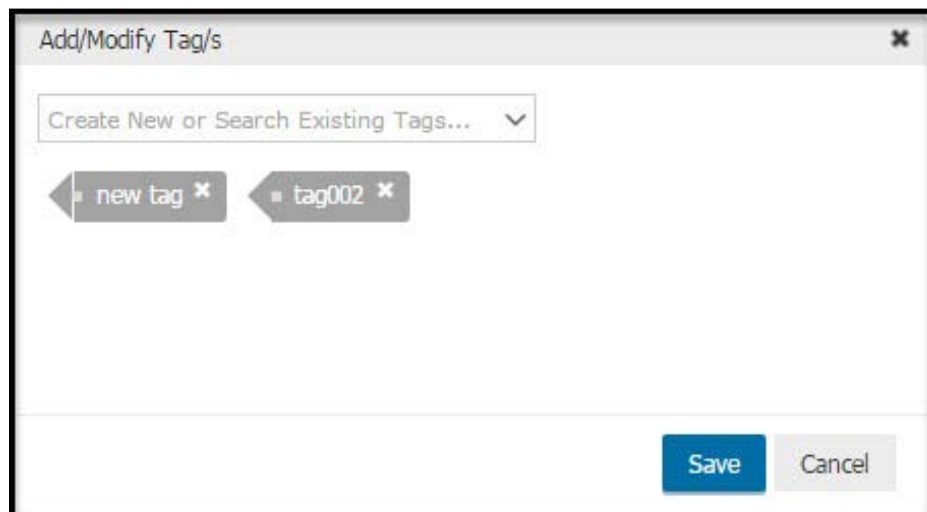 Add/Modify Tag/s
Create New or Search Existing Tags...
new tag tag002
Save Cancel